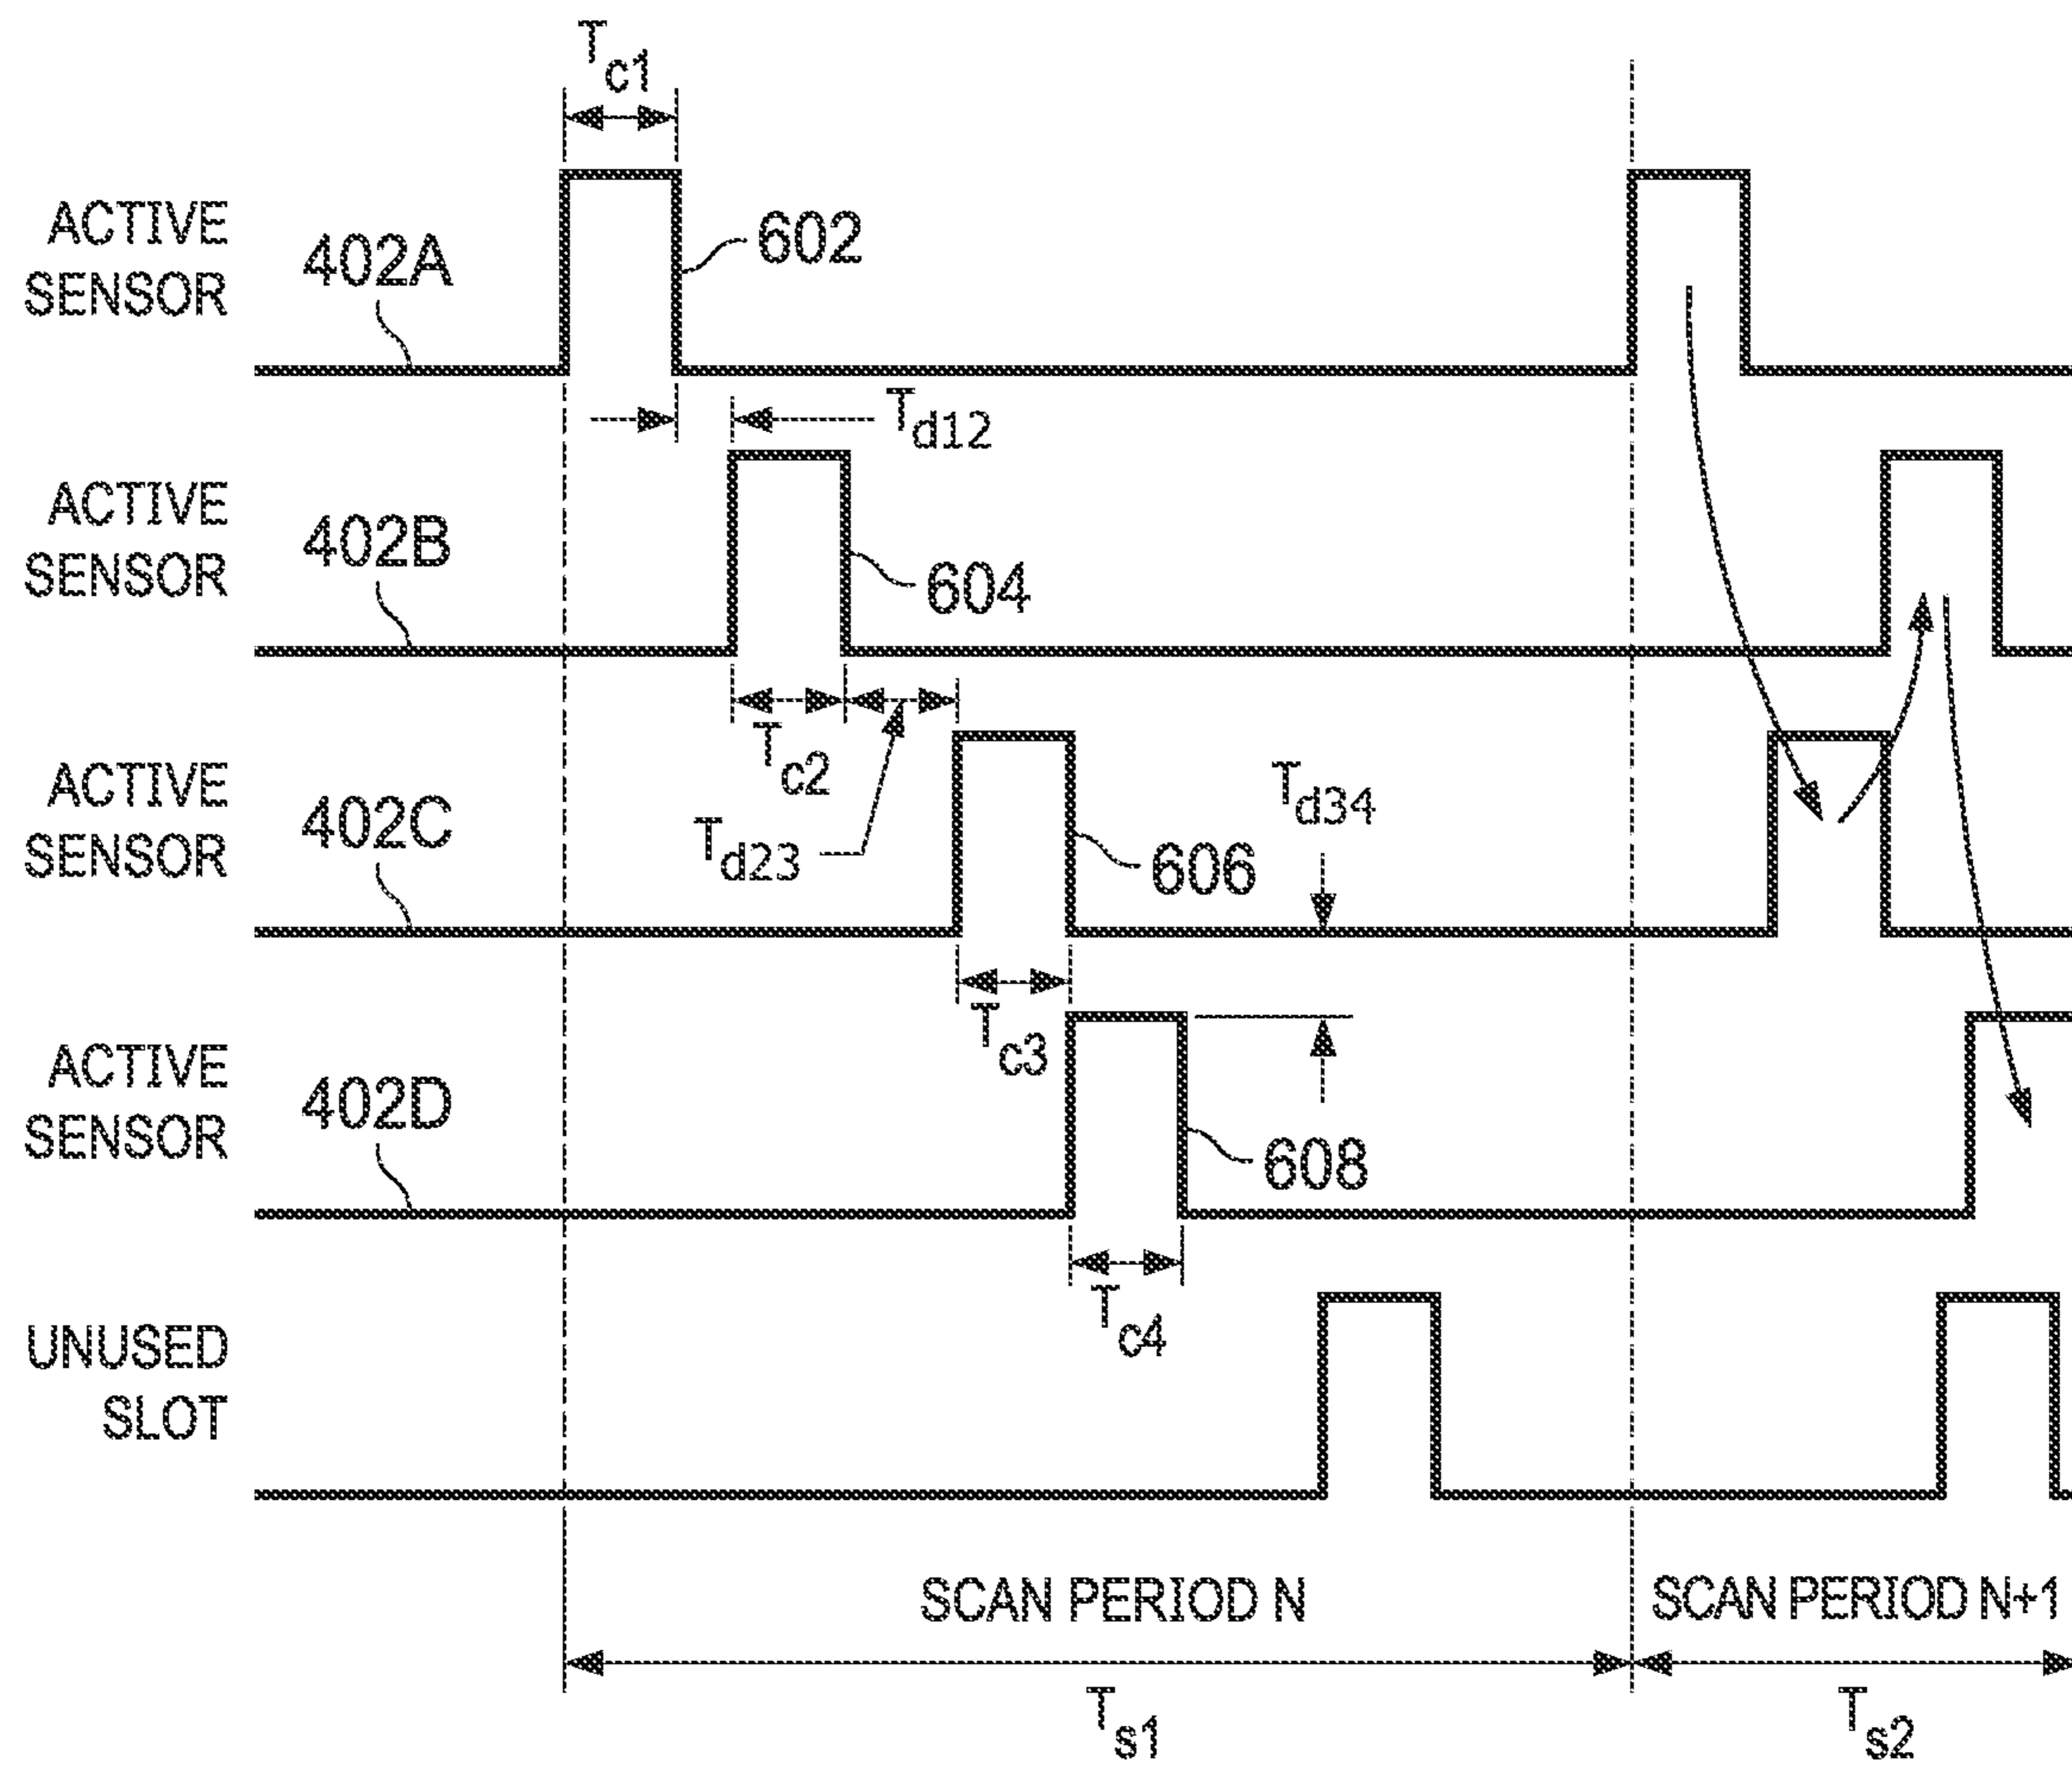 Tc1
ACTIVE
SENSOR
402A
602
Td12
ACTIVE
SENSOR
402B
604
Tc2
Td23
ACTIVE
SENSOR
402C
606
Td34
Tc3
ACTIVE
SENSOR
402D
608
Tc4
UNUSED
SLOT
SCAN PERIOD N
SCAN PERIOD N+1
Ts1
Ts2